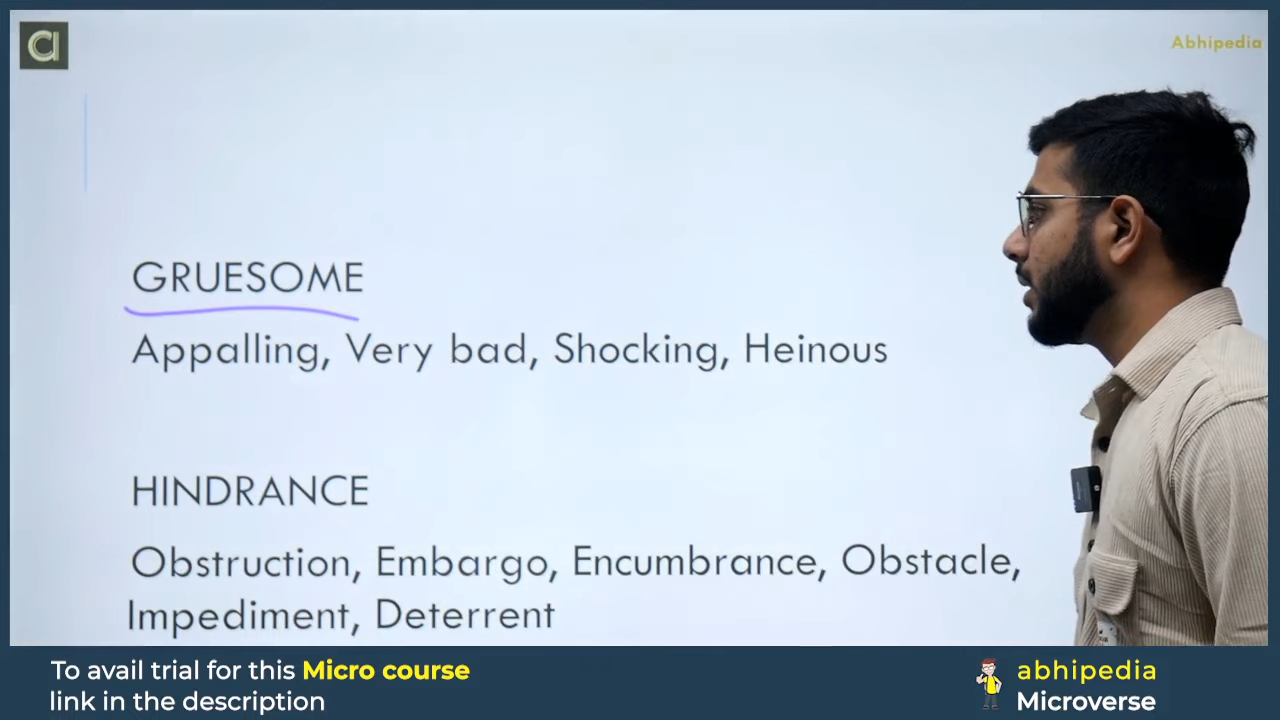 Abhipedia
GRUESOME
Appalling, Very bad, Shocking, Heinous
HINDRANCE
Obstruction, Embargo, Encumbrance, Obstacle,
Impediment, Deterrent
To avail trial for this Micro course
link in the description
abhipedia
Microverse